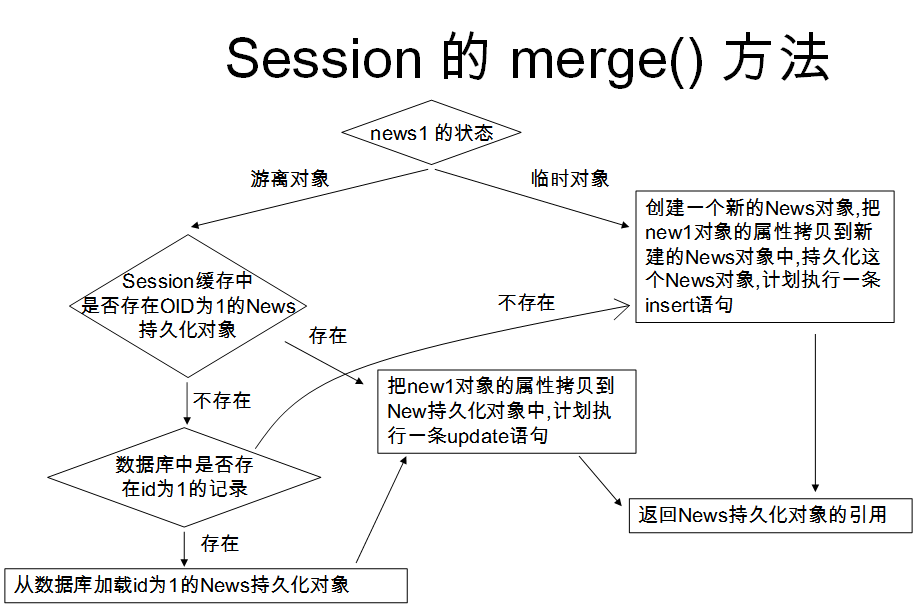 Session 的 merge() 方法
news1 的状态
游离对象
临时对象
创建一个新的News对象,把
new1对象的属性拷贝到新
建的News对象中,持久化这
个News对象,计划执行一条
insert语句
Session缓存中
是否存在OID为1的News
持久化对象
不存在
存在
把new1对象的属性拷贝到
New持久化对象中,计划执
行一条update语句
不存在
数据库中是否存
在id为1的记录
返回News持久化对象的引用
存在
从数据库加载id为1的News持久化对象